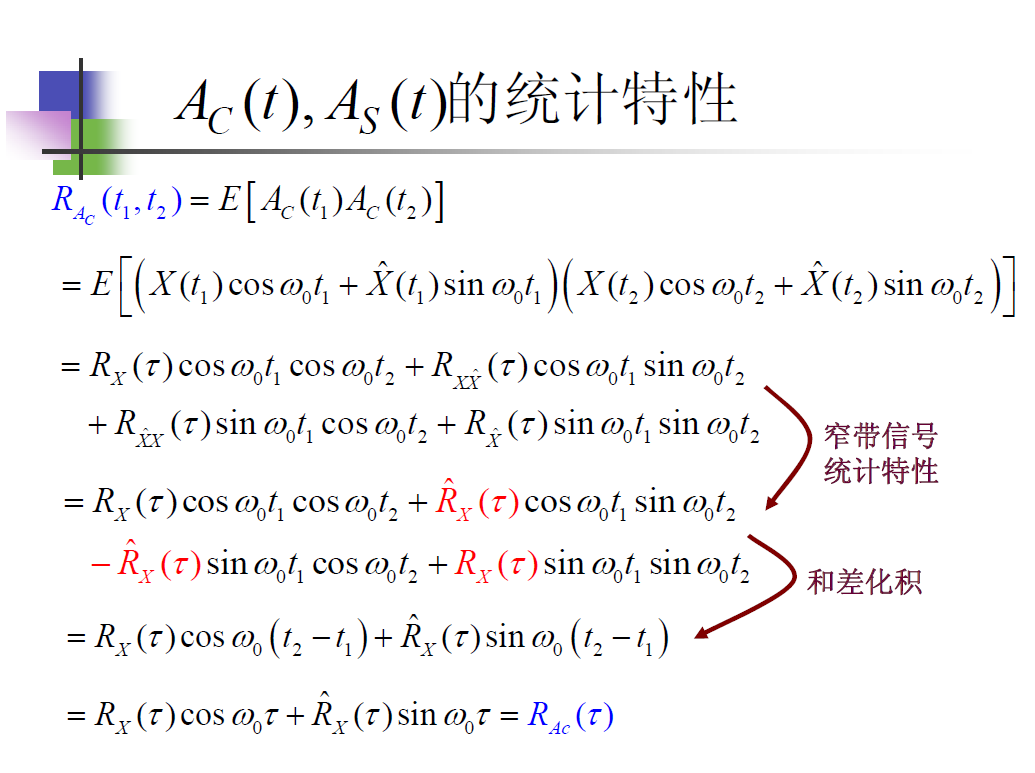 A_C(t), A_S(t)的统计特性
R_{A_C}(t_1, t_2) = E[A_C(t_1)A_C(t_2)]
= E[(X(t_1)cos ω_0t_1 + X̂(t_1)sin ω_0t_1)(X(t_2)cos ω_0t_2 + X̂(t_2)sin ω_0t_2)]
= R_X(τ)cos ω_0t_1 cos ω_0t_2 + R_{XX̂}(τ)cos ω_0t_1 sin ω_0t_2
+ R_{X̂X}(τ)sin ω_0t_1 cos ω_0t_2 + R_{X̂}(τ)sin ω_0t_1 sin ω_0t_2
窄带信号
统计特性
= R_X(τ)cos ω_0t_1 cos ω_0t_2 + R̂_X(τ)cos ω_0t_1 sin ω_0t_2
− R̂_X(τ)sin ω_0t_1 cos ω_0t_2 + R_X(τ)sin ω_0t_1 sin ω_0t_2
和差化积
= R_X(τ)cos ω_0(t_2 − t_1) + R̂_X(τ)sin ω_0(t_2 − t_1)
= R_X(τ)cos ω_0τ + R̂_X(τ)sin ω_0τ = R_{Ac}(τ)